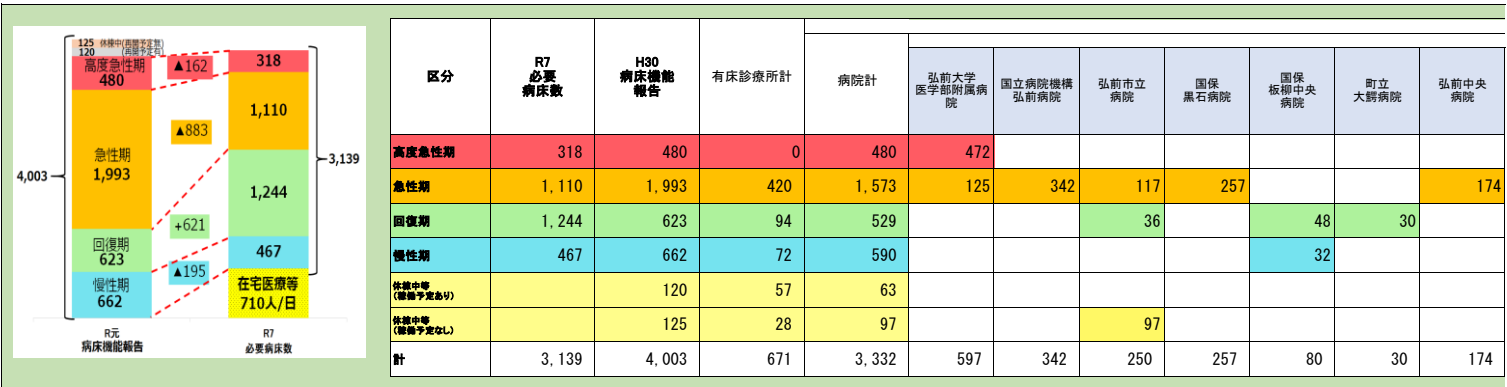 125 休棟中(再開予定無)
120 (再開予定有)
高度急性期
480
▲162
318
急性期
1,993
▲883
1,110
4,003
3,139
+621
1,244
回復期
623
▲195
467
慢性期
662
在宅医療等
710人/日
R元
病床機能報告
R7
必要病床数
区分
R7
必要
病床数
H30
病床機能
報告
有床診療所計
病院計
弘前大学
医学部附属病
院
国立病院機構
弘前病院
弘前市立
病院
国保
黒石病院
国保
板柳中央
病院
町立
大鰐病院
弘前中央
病院
高度急性期 318 480 0 480 472
急性期 1,110 1,993 420 1,573 125 342 117 257 174
回復期 1,244 623 94 529 36 48 30
慢性期 467 662 72 590 32
休棟中等
(稼働予定あり) 120 57 63
休棟中等
(稼働予定なし) 125 28 97 97
計 3,139 4,003 671 3,332 597 342 250 257 80 30 174